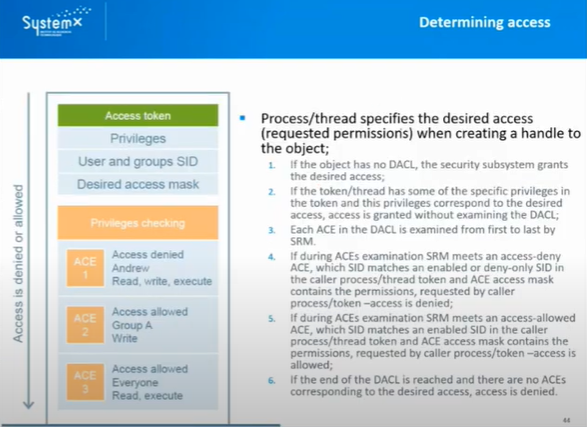 Systemx
Determining access
Access is denied or allowed
Access token
Privileges
User and groups SID
Desired access mask
Privileges checking
ACE
1
Access denied
Andrew
Read, write, execute
ACE
2
Access allowed
Group A
Write
ACE
3
Access allowed
Everyone
Read, execute
Process/thread specifies the desired access
(requested permissions) when creating a handle to
the object;
1. If the object has no DACL, the security subsystem grants
the desired access;
2. If the token/thread has some of the specific privileges in
the token and this privileges correspond to the desired
access, access is granted without examining the DACL;
3. Each ACE in the DACL is examined from first to last by
SRM.
4. If during ACEs examination SRM meets an access-deny
ACE, which SID matches an enabled or deny-only SID in
the caller process/thread token and ACE access mask
contains the permissions, requested by caller
process/token –access is denied;
5. If during ACEs examination SRM meets an access-allowed
ACE, which SID matches an enabled SID in the caller
process/thread token and ACE access mask contains the
permissions, requested by caller process/token –access is
allowed;
6. If the end of the DACL is reached and there are no ACEs
corresponding to the desired access, access is denied.
44